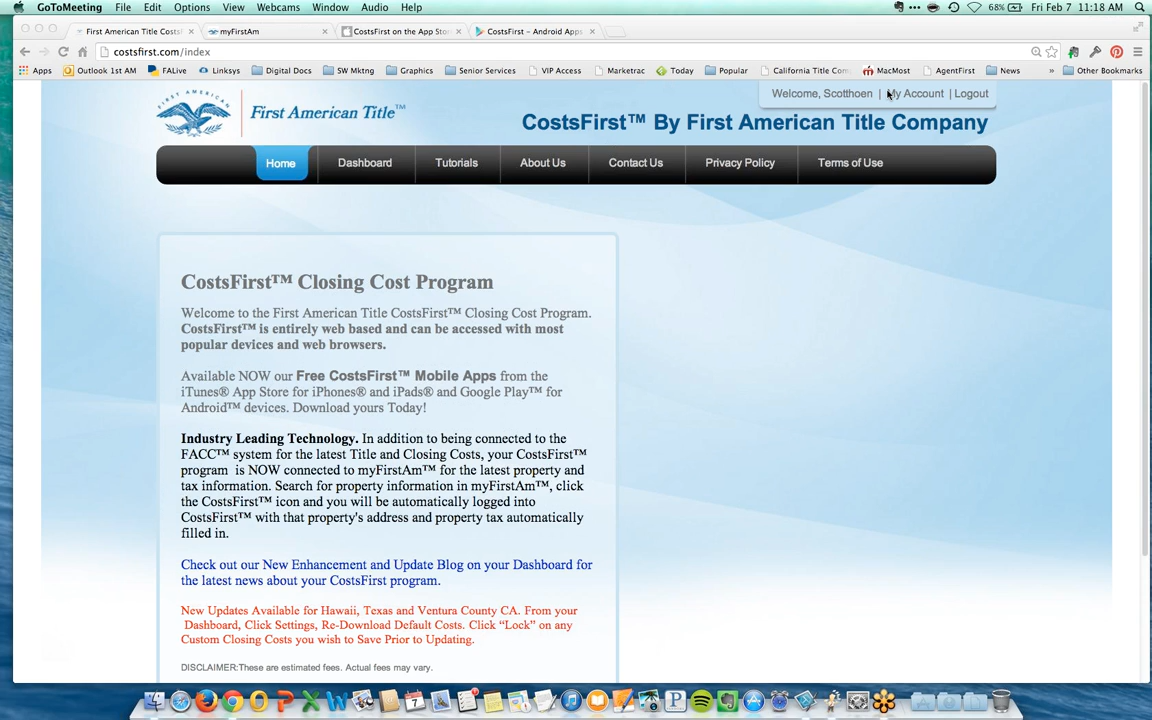 GoToMeeting File Edit Options View Webcams Window Audio Help 68% Fri Feb 7 11:18 AM
First American Title Costs myFirstAm CostsFirst on the App Sto CostsFirst – Android Apps
costsfirst.com/index
Apps Outlook 1st AM FALive Linksys Digital Docs SW Mktng Graphics Senior Services VIP Access Marketrac Today Popular California Title Com MacMost AgentFirst News » Other Bookmarks
Welcome, Scotthoen | My Account | Logout
FIRST AMERICAN
First American Title™
CostsFirst™ By First American Title Company
Home Dashboard Tutorials About Us Contact Us Privacy Policy Terms of Use
CostsFirst™ Closing Cost Program
Welcome to the First American Title CostsFirst™ Closing Cost Program.
CostsFirst™ is entirely web based and can be accessed with most
popular devices and web browsers.
Available NOW our Free CostsFirst™ Mobile Apps from the
iTunes® App Store for iPhones® and iPads® and Google Play™ for
Android™ devices. Download yours Today!
Industry Leading Technology. In addition to being connected to the
FACC™ system for the latest Title and Closing Costs, your CostsFirst™
program is NOW connected to myFirstAm™ for the latest property and
tax information. Search for property information in myFirstAm™, click
the CostsFirst™ icon and you will be automatically logged into
CostsFirst™ with that property's address and property tax automatically
filled in.
Check out our New Enhancement and Update Blog on your Dashboard for
the latest news about your CostsFirst program.
New Updates Available for Hawaii, Texas and Ventura County CA. From your
Dashboard, Click Settings, Re-Download Default Costs. Click “Lock” on any
Custom Closing Costs you wish to Save Prior to Updating.
DISCLAIMER:These are estimated fees. Actual fees may vary.